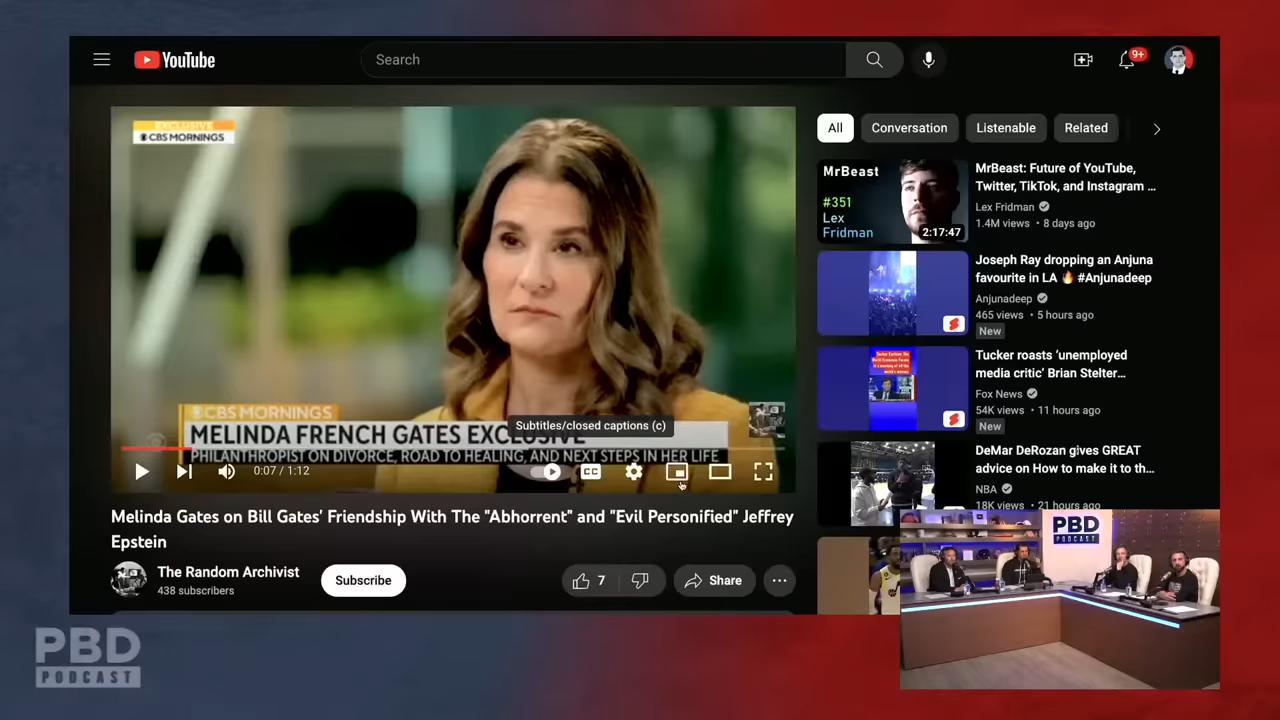 YouTube
Search
9+
EXCLUSIVE
CBS MORNINGS
CBS MORNINGS
MELINDA FRENCH GATES EXCLUSIVE
PHILANTHROPIST ON DIVORCE, ROAD TO HEALING, AND NEXT STEPS IN HER LIFE
Subtitles/closed captions (c)
0:07 / 1:12
CC
Melinda Gates on Bill Gates' Friendship With The "Abhorrent" and "Evil Personified" Jeffrey
Epstein
The Random Archivist
438 subscribers
Subscribe
7
Share
All
Conversation
Listenable
Related
MrBeast
#351
Lex
Fridman
2:17:47
MrBeast: Future of YouTube,
Twitter, TikTok, and Instagram ...
Lex Fridman
1.4M views • 8 days ago
Joseph Ray dropping an Anjuna
favourite in LA 🔥 #Anjunadeep
Anjunadeep
465 views • 5 hours ago
New
Tucker roasts 'unemployed
media critic' Brian Stelter...
Fox News
54K views • 11 hours ago
New
DeMar DeRozan gives GREAT
advice on How to make it to th...
NBA
18K views • 21 hours ago
PBD
PODCAST
PBD
PODCAST